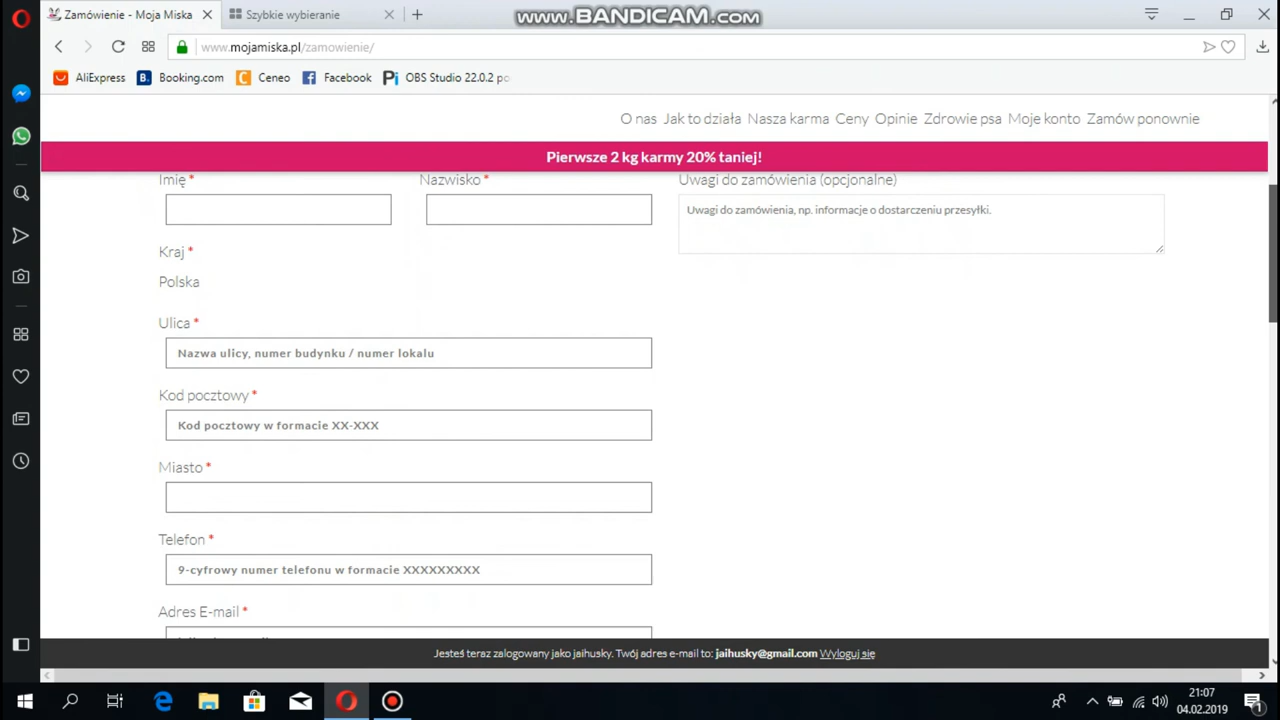 Zamówienie - Moja Miska
Szybkie wybieranie
www.BANDICAM.com
www.mojamiska.pl/zamowienie/
AliExpress
Booking.com
Ceneo
Facebook
OBS Studio 22.0.2 po
O nas Jak to działa Nasza karma Ceny Opinie Zdrowie psa Moje konto Zamów ponownie
Pierwsze 2 kg karmy 20% taniej!
Imię *
Nazwisko *
Uwagi do zamówienia (opcjonalne)
Uwagi do zamówienia, np. informacje o dostarczeniu przesyłki.
Kraj *
Polska
Ulica *
Nazwa ulicy, numer budynku / numer lokalu
Kod pocztowy *
Kod pocztowy w formacie XX-XXX
Miasto *
Telefon *
9-cyfrowy numer telefonu w formacie XXXXXXXXX
Adres E-mail *
Jesteś teraz zalogowany jako jaihusky. Twój adres e-mail to: jaihusky@gmail.com Wyloguj się
21:07
04.02.2019
1